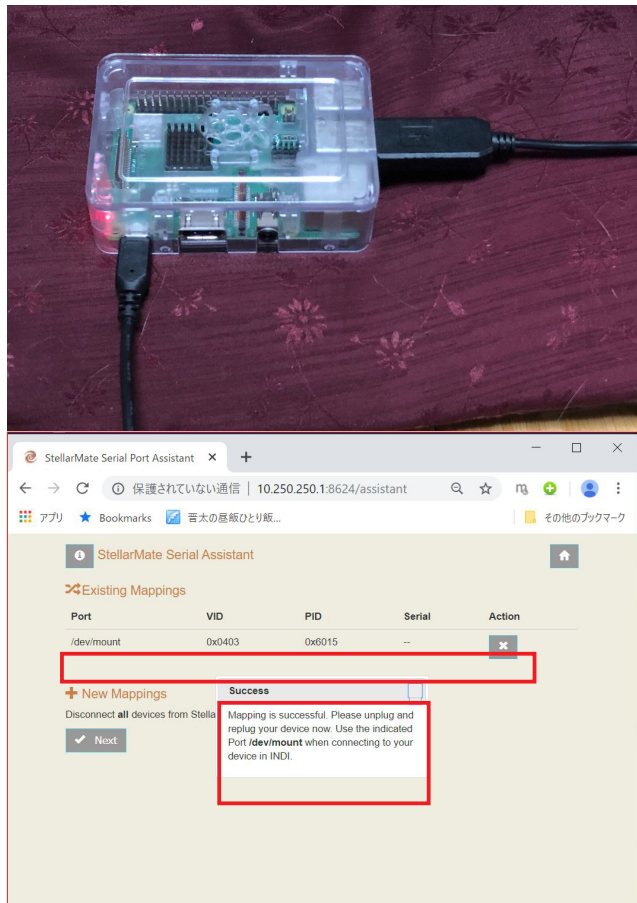 StellarMate Serial Port Assistant
保護されていない通信 | 10.250.250.1:8624/assistant
アプリ Bookmarks 晋太の昼飯ひとり飯... その他のブックマーク
StellarMate Serial Assistant
Existing Mappings
Port VID PID Serial Action
/dev/mount 0x0403 0x6015 --
New Mappings
Disconnect all devices from Stella
Next
Success
Mapping is successful. Please unplug and
replug your device now. Use the indicated
Port /dev/mount when connecting to your
device in INDI.